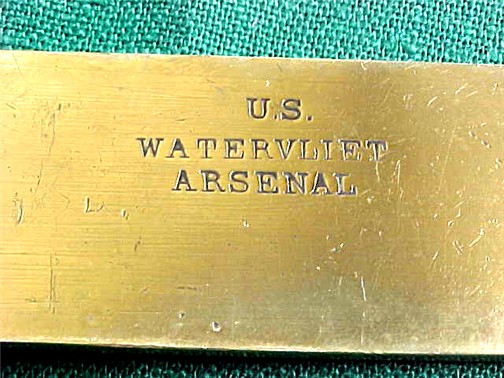 U.S.
WATERVLIET
ARSENAL